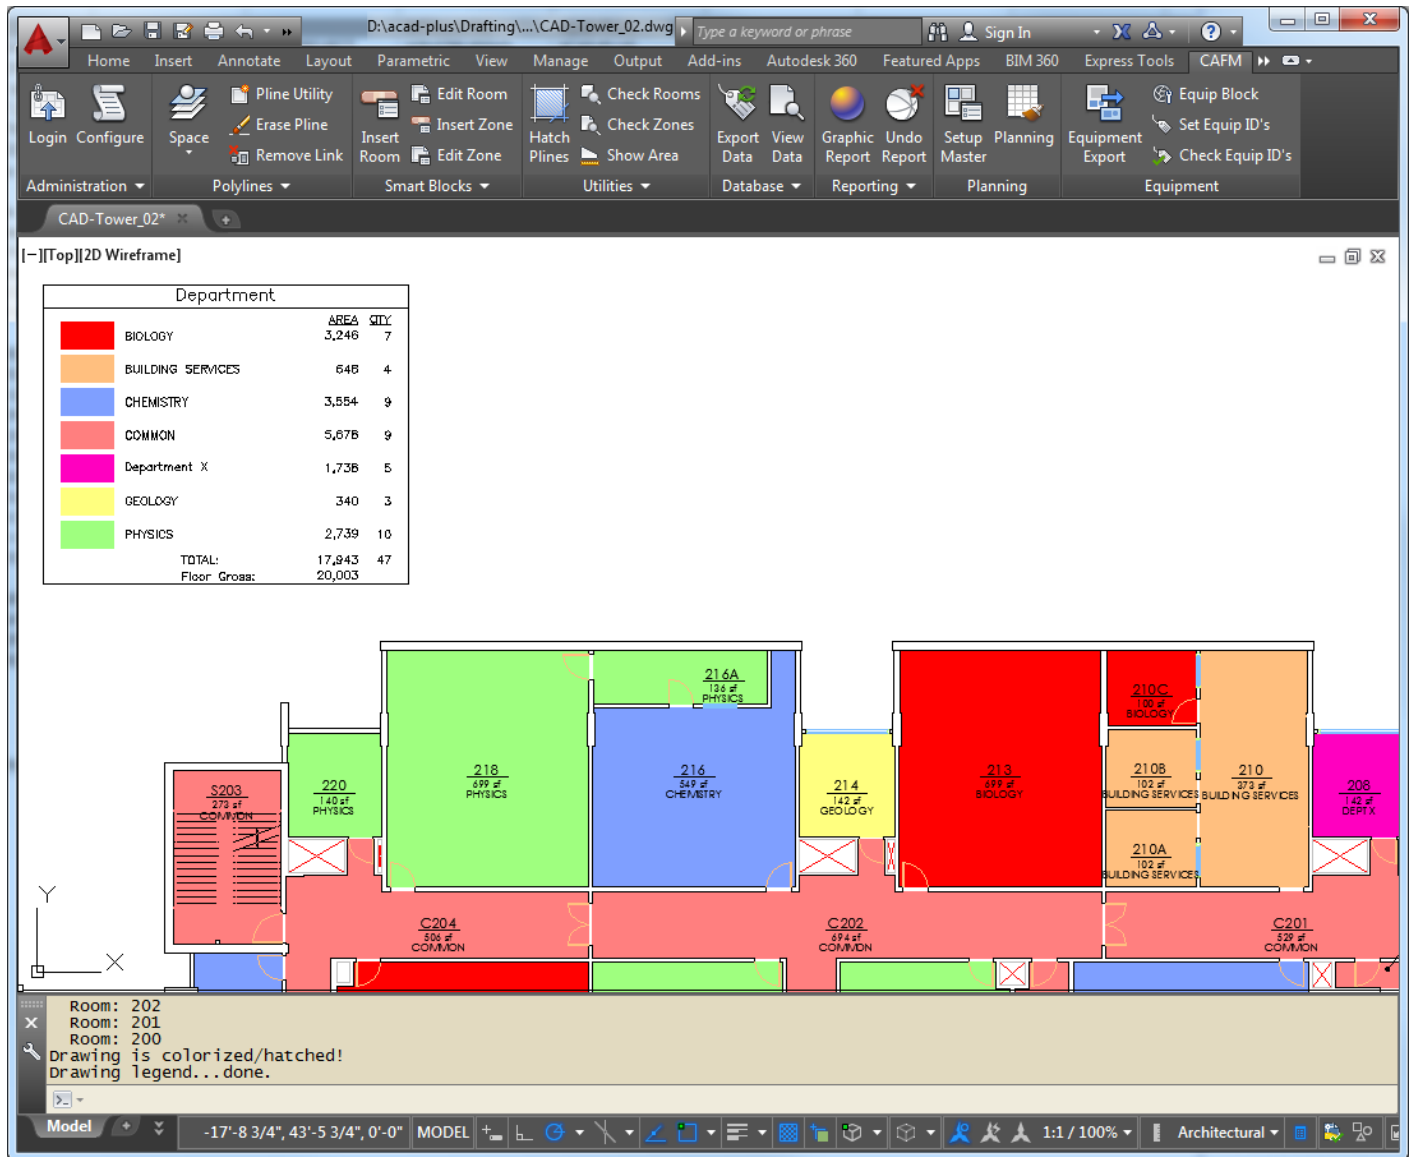 D:\acad-plus\Drafting\...\CAD-Tower_02.dwg
Type a keyword or phrase
Sign In
Home Insert Annotate Layout Parametric View Manage Output Add-ins Autodesk 360 Featured Apps BIM 360 Express Tools CAFM
Login Configure
Administration
Space
Pline Utility
Erase Pline
Remove Link
Polylines
Insert Room
Edit Room
Insert Zone
Edit Zone
Smart Blocks
Hatch Plines
Check Rooms
Check Zones
Show Area
Utilities
Export Data View Data
Database
Graphic Report Undo Report
Reporting
Setup Master Planning
Planning
Equipment Export
Equip Block
Set Equip ID's
Check Equip ID's
Equipment
CAD-Tower_02*
[−][Top][2D Wireframe]
Department
AREA QTY
BIOLOGY 3,246 7
BUILDING SERVICES 648 4
CHEMISTRY 3,554 9
COMMON 5,678 9
Department X 1,738 5
GEOLOGY 340 3
PHYSICS 2,739 10
TOTAL: 17,943 47
Floor Gross: 20,003
216A
136 sf
PHYSICS
210C
100 sf
BIOLOGY
S203
273 sf
COMMON
220
140 sf
PHYSICS
218
699 sf
PHYSICS
216
549 sf
CHEMISTRY
214
142 sf
GEOLOGY
213
699 sf
BIOLOGY
210B
102 sf
BUILDING SERVICES
210
373 sf
BUILDING SERVICES
208
142 sf
DEPT X
210A
102 sf
BUILDING SERVICES
C204
506 sf
COMMON
C202
694 sf
COMMON
C201
529 sf
COMMON
Y
X
Room: 202
Room: 201
Room: 200
Drawing is colorized/hatched!
Drawing legend...done.
Model
-17'-8 3/4", 43'-5 3/4", 0'-0"
MODEL
1:1 / 100%
Architectural